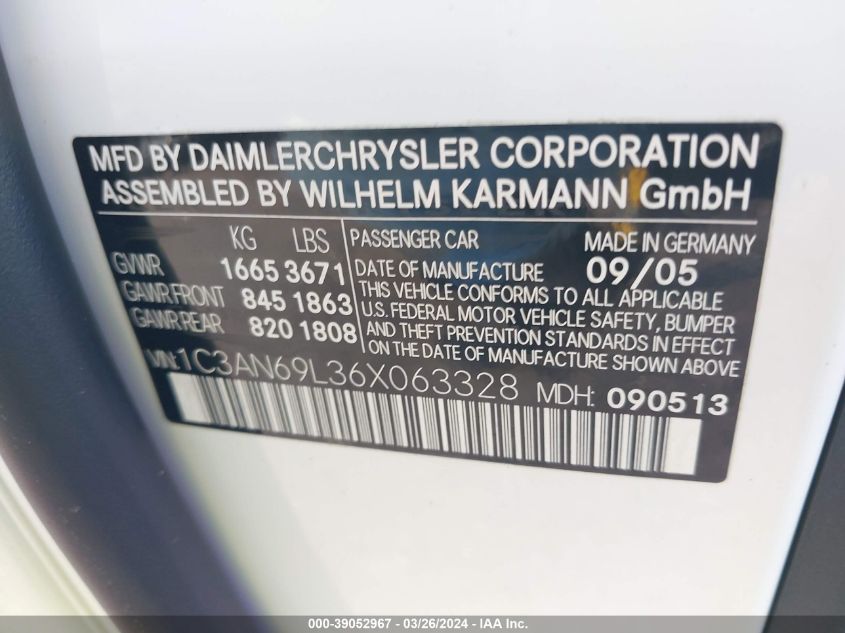 MFD BY DAIMLERCHRYSLER CORPORATION
ASSEMBLED BY WILHELM KARMANN GmbH
KG LBS
GVWR 1665 3671
GAWR FRONT 845 1863
GAWR REAR 820 1808
PASSENGER CAR MADE IN GERMANY
DATE OF MANUFACTURE 09/05
THIS VEHICLE CONFORMS TO ALL APPLICABLE
U.S. FEDERAL MOTOR VEHICLE SAFETY, BUMPER
AND THEFT PREVENTION STANDARDS IN EFFECT
ON THE DATE OF MANUFACTURE SHOWN ABOVE.
VIN: 1C3AN69L36X063328 MDH: 090513
000-39052967 - 03/26/2024 - IAA Inc.